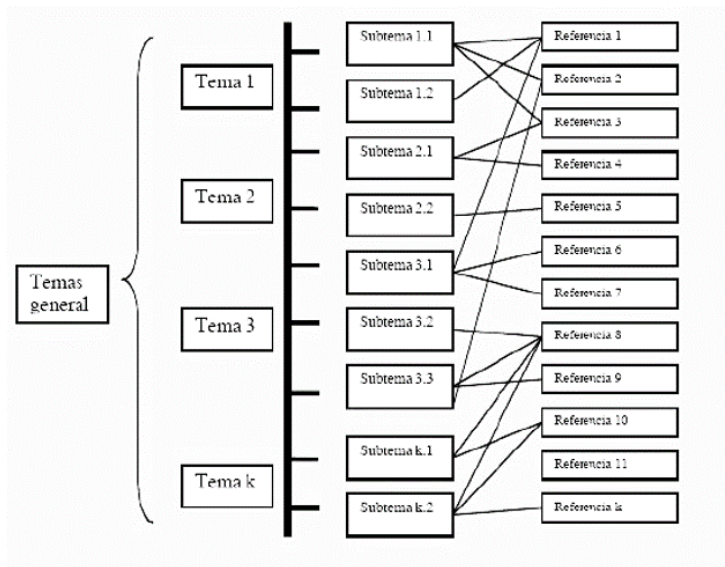 Temas
general
Tema 1
Tema 2
Tema 3
Tema k
Subtema 1.1
Subtema 1.2
Subtema 2.1
Subtema 2.2
Subtema 3.1
Subtema 3.2
Subtema 3.3
Subtema k.1
Subtema k.2
Referencia 1
Referencia 2
Referencia 3
Referencia 4
Referencia 5
Referencia 6
Referencia 7
Referencia 8
Referencia 9
Referencia 10
Referencia 11
Referencia k